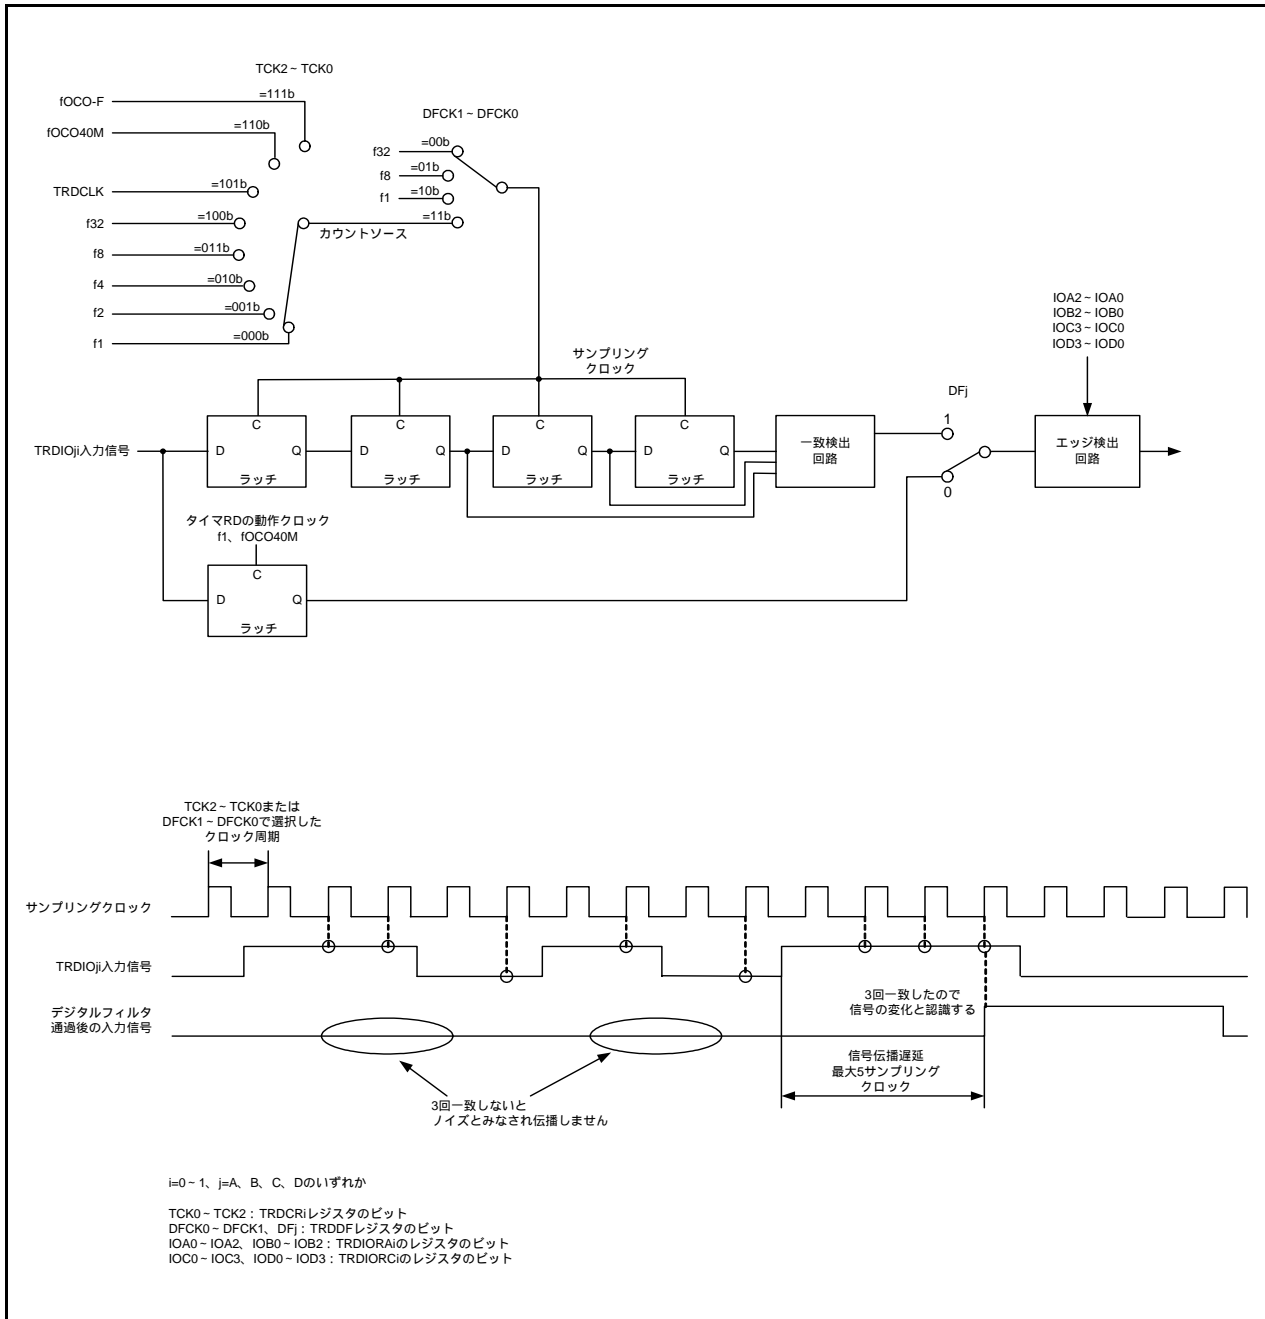 TCK2～TCK0
fOCO-F
=111b
fOCO40M
=110b
TRDCLK
=101b
f32
=100b
f8
=011b
f4
=010b
f2
=001b
f1
=000b
カウントソース
DFCK1～DFCK0
f32
=00b
f8
=01b
f1
=10b
=11b
サンプリング
クロック
IOA2～IOA0
IOB2～IOB0
IOC3～IOC0
IOD3～IOD0
TRDIOji入力信号
C
D
Q
ラッチ
C
D
Q
ラッチ
C
D
Q
ラッチ
C
D
Q
ラッチ
一致検出
回路
DFj
1
0
エッジ検出
回路
タイマRDの動作クロック
f1、fOCO40M
C
D
Q
ラッチ
TCK2～TCK0または
DFCK1～DFCK0で選択した
クロック周期
サンプリングクロック
TRDIOji入力信号
デジタルフィルタ
通過後の入力信号
3回一致したので
信号の変化と認識する
信号伝播遅延
最大5サンプリング
クロック
3回一致しないと
ノイズとみなされ伝播しません
i=0～1、j=A、B、C、Dのいずれか
TCK0～TCK2：TRDCRiレジスタのビット
DFCK0～DFCK1、DFj：TRDDFレジスタのビット
IOA0～IOA2、IOB0～IOB2：TRDIORAiのレジスタのビット
IOC0～IOC3、IOD0～IOD3：TRDIORCiのレジスタのビット